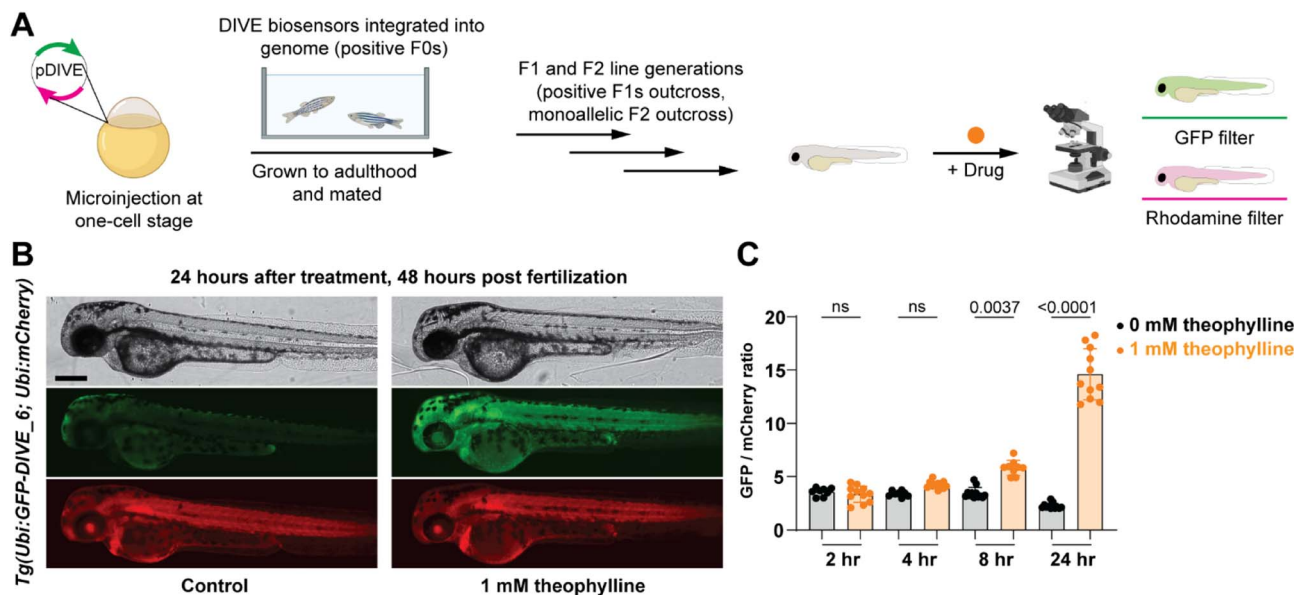 A
pDIVE
Microinjection at
one-cell stage
DIVE biosensors integrated into
genome (positive F0s)
Grown to adulthood
and mated
F1 and F2 line generations
(positive F1s outcross,
monoallelic F2 outcross)
+ Drug
GFP filter
Rhodamine filter
B
24 hours after treatment, 48 hours post fertilization
Tg(Ubi:GFP-DIVE_6; Ubi:mCherry)
Control
1 mM theophylline
C
GFP / mCherry ratio
20
15
10
5
0
ns
ns
0.0037
<0.0001
0 mM theophylline
1 mM theophylline
2 hr
4 hr
8 hr
24 hr